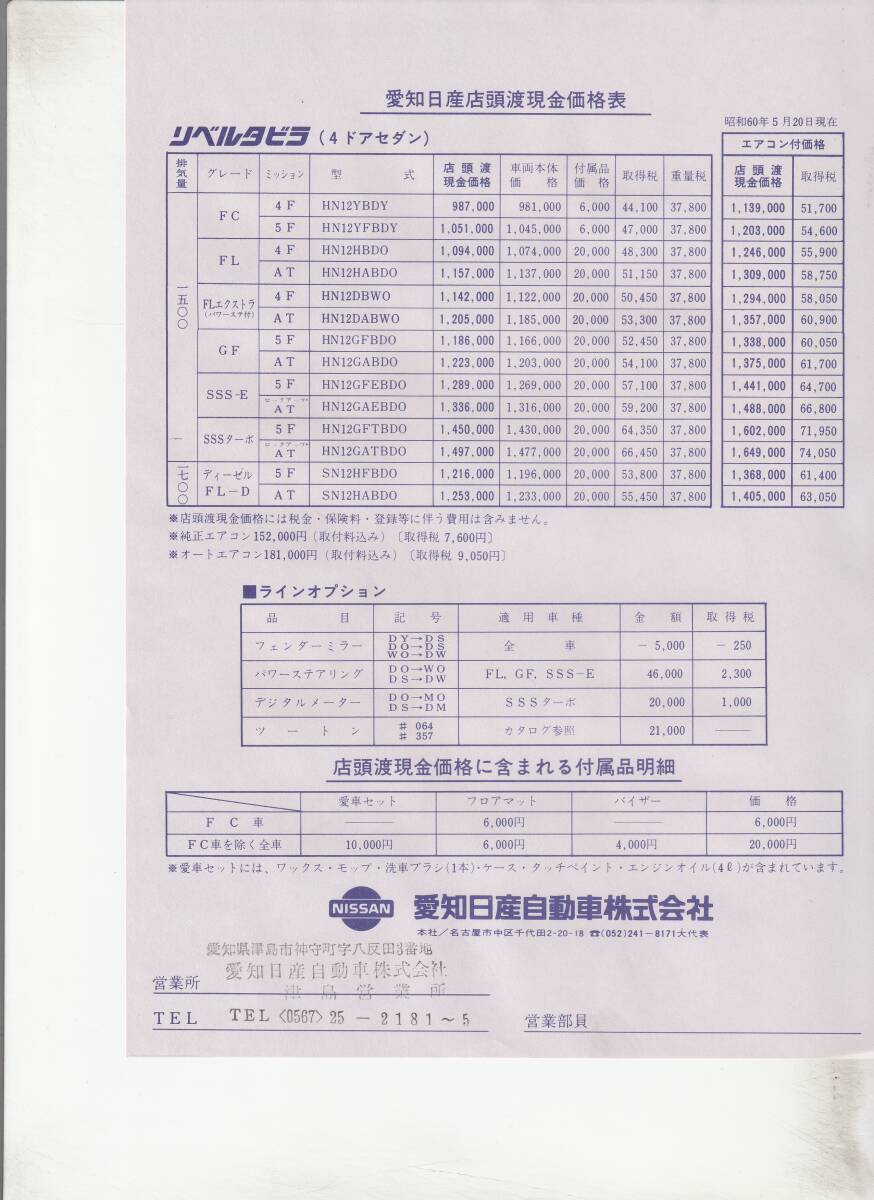 愛知日産店頭渡現金価格表
昭和60年5月20日現在
リベルタビラ(4ドアセダン)
エアコン付価格
排気量 グレード ミッション 型式 店頭渡現金価格 車両本体価格 付属品価格 取得税 重量税 店頭渡現金価格 取得税
一五〇〇
FC 4F HN12YBDY 987,000 981,000 6,000 44,100 37,800 1,139,000 51,700
5F HN12YFBDY 1,051,000 1,045,000 6,000 47,000 37,800 1,203,000 54,600
FL 4F HN12HBDO 1,094,000 1,074,000 20,000 48,300 37,800 1,246,000 55,900
AT HN12HABDO 1,157,000 1,137,000 20,000 51,150 37,800 1,309,000 58,750
FLエクストラ(パワーステ付) 4F HN12DBWO 1,142,000 1,122,000 20,000 50,450 37,800 1,294,000 58,050
AT HN12DABWO 1,205,000 1,185,000 20,000 53,300 37,800 1,357,000 60,900
GF 5F HN12GFBDO 1,186,000 1,166,000 20,000 52,450 37,800 1,338,000 60,050
AT HN12GABDO 1,223,000 1,203,000 20,000 54,100 37,800 1,375,000 61,700
SSS-E 5F HN12GFEBDO 1,289,000 1,269,000 20,000 57,100 37,800 1,441,000 64,700
AT HN12GAEBDO 1,336,000 1,316,000 20,000 59,200 37,800 1,488,000 66,800
SSSターボ 5F HN12GFTBDO 1,450,000 1,430,000 20,000 64,350 37,800 1,602,000 71,950
AT HN12GATBDO 1,497,000 1,477,000 20,000 66,450 37,800 1,649,000 74,050
一七〇〇
ディーゼルFL-D 5F SN12HFBDO 1,216,000 1,196,000 20,000 53,800 37,800 1,368,000 61,400
AT SN12HABDO 1,253,000 1,233,000 20,000 55,450 37,800 1,405,000 63,050
※店頭渡現金価格には税金・保険料・登録等に伴う費用は含みません。
※純正エアコン152,000円(取付料込み)〔取得税 7,600円〕
※オートエアコン181,000円(取付料込み)〔取得税 9,050円〕
■ラインオプション
品目 記号 適用車種 金額 取得税
フェンダーミラー DY→DS DO→DS WO→DW 全車 -5,000 -250
パワーステアリング DO→WO DS→DW FL, GF, SSS-E 46,000 2,300
デジタルメーター DO→MO DS→DM SSSターボ 20,000 1,000
ツートン #064 #357 カタログ参照 21,000 ———
店頭渡現金価格に含まれる付属品明細
愛車セット フロアマット バイザー 価格
FC車 ——— 6,000円 ——— 6,000円
FC車を除く全車 10,000円 6,000円 4,000円 20,000円
※愛車セットには、ワックス・モップ・洗車ブラシ(1本)・ケース・タッチペイント・エンジンオイル(4ℓ)が含まれています。
NISSAN 愛知日産自動車株式会社
本社/名古屋市中区千代田2-20-18 ☎(052)241-8171大代表
愛知県津島市神守町字八反田3番地
愛知日産自動車株式会社
営業所 津島営業所
TEL TEL〈0567〉25-2181〜5
営業部員